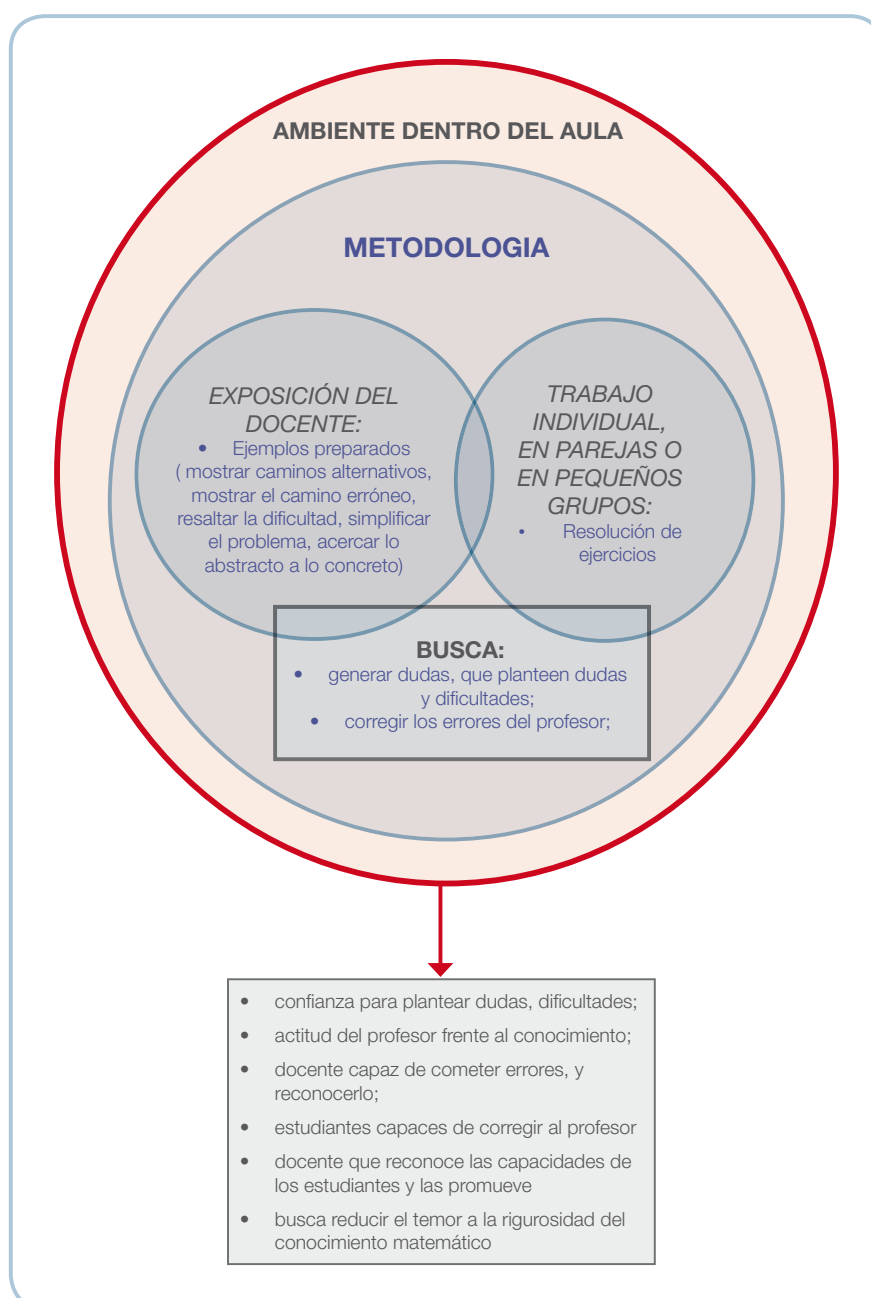 AMBIENTE DENTRO DEL AULA
METODOLOGIA
EXPOSICIÓN DEL
DOCENTE:
• Ejemplos preparados
( mostrar caminos alternativos,
mostrar el camino erróneo,
resaltar la dificultad, simplificar
el problema, acercar lo
abstracto a lo concreto)
TRABAJO
INDIVIDUAL,
EN PAREJAS O
EN PEQUEÑOS
GRUPOS:
• Resolución de
ejercicios
BUSCA:
• generar dudas, que planteen dudas
y dificultades;
• corregir los errores del profesor;
• confianza para plantear dudas, dificultades;
• actitud del profesor frente al conocimiento;
• docente capaz de cometer errores, y
reconocerlo;
• estudiantes capaces de corregir al profesor
• docente que reconoce las capacidades de
los estudiantes y las promueve
• busca reducir el temor a la rigurosidad del
conocimiento matemático